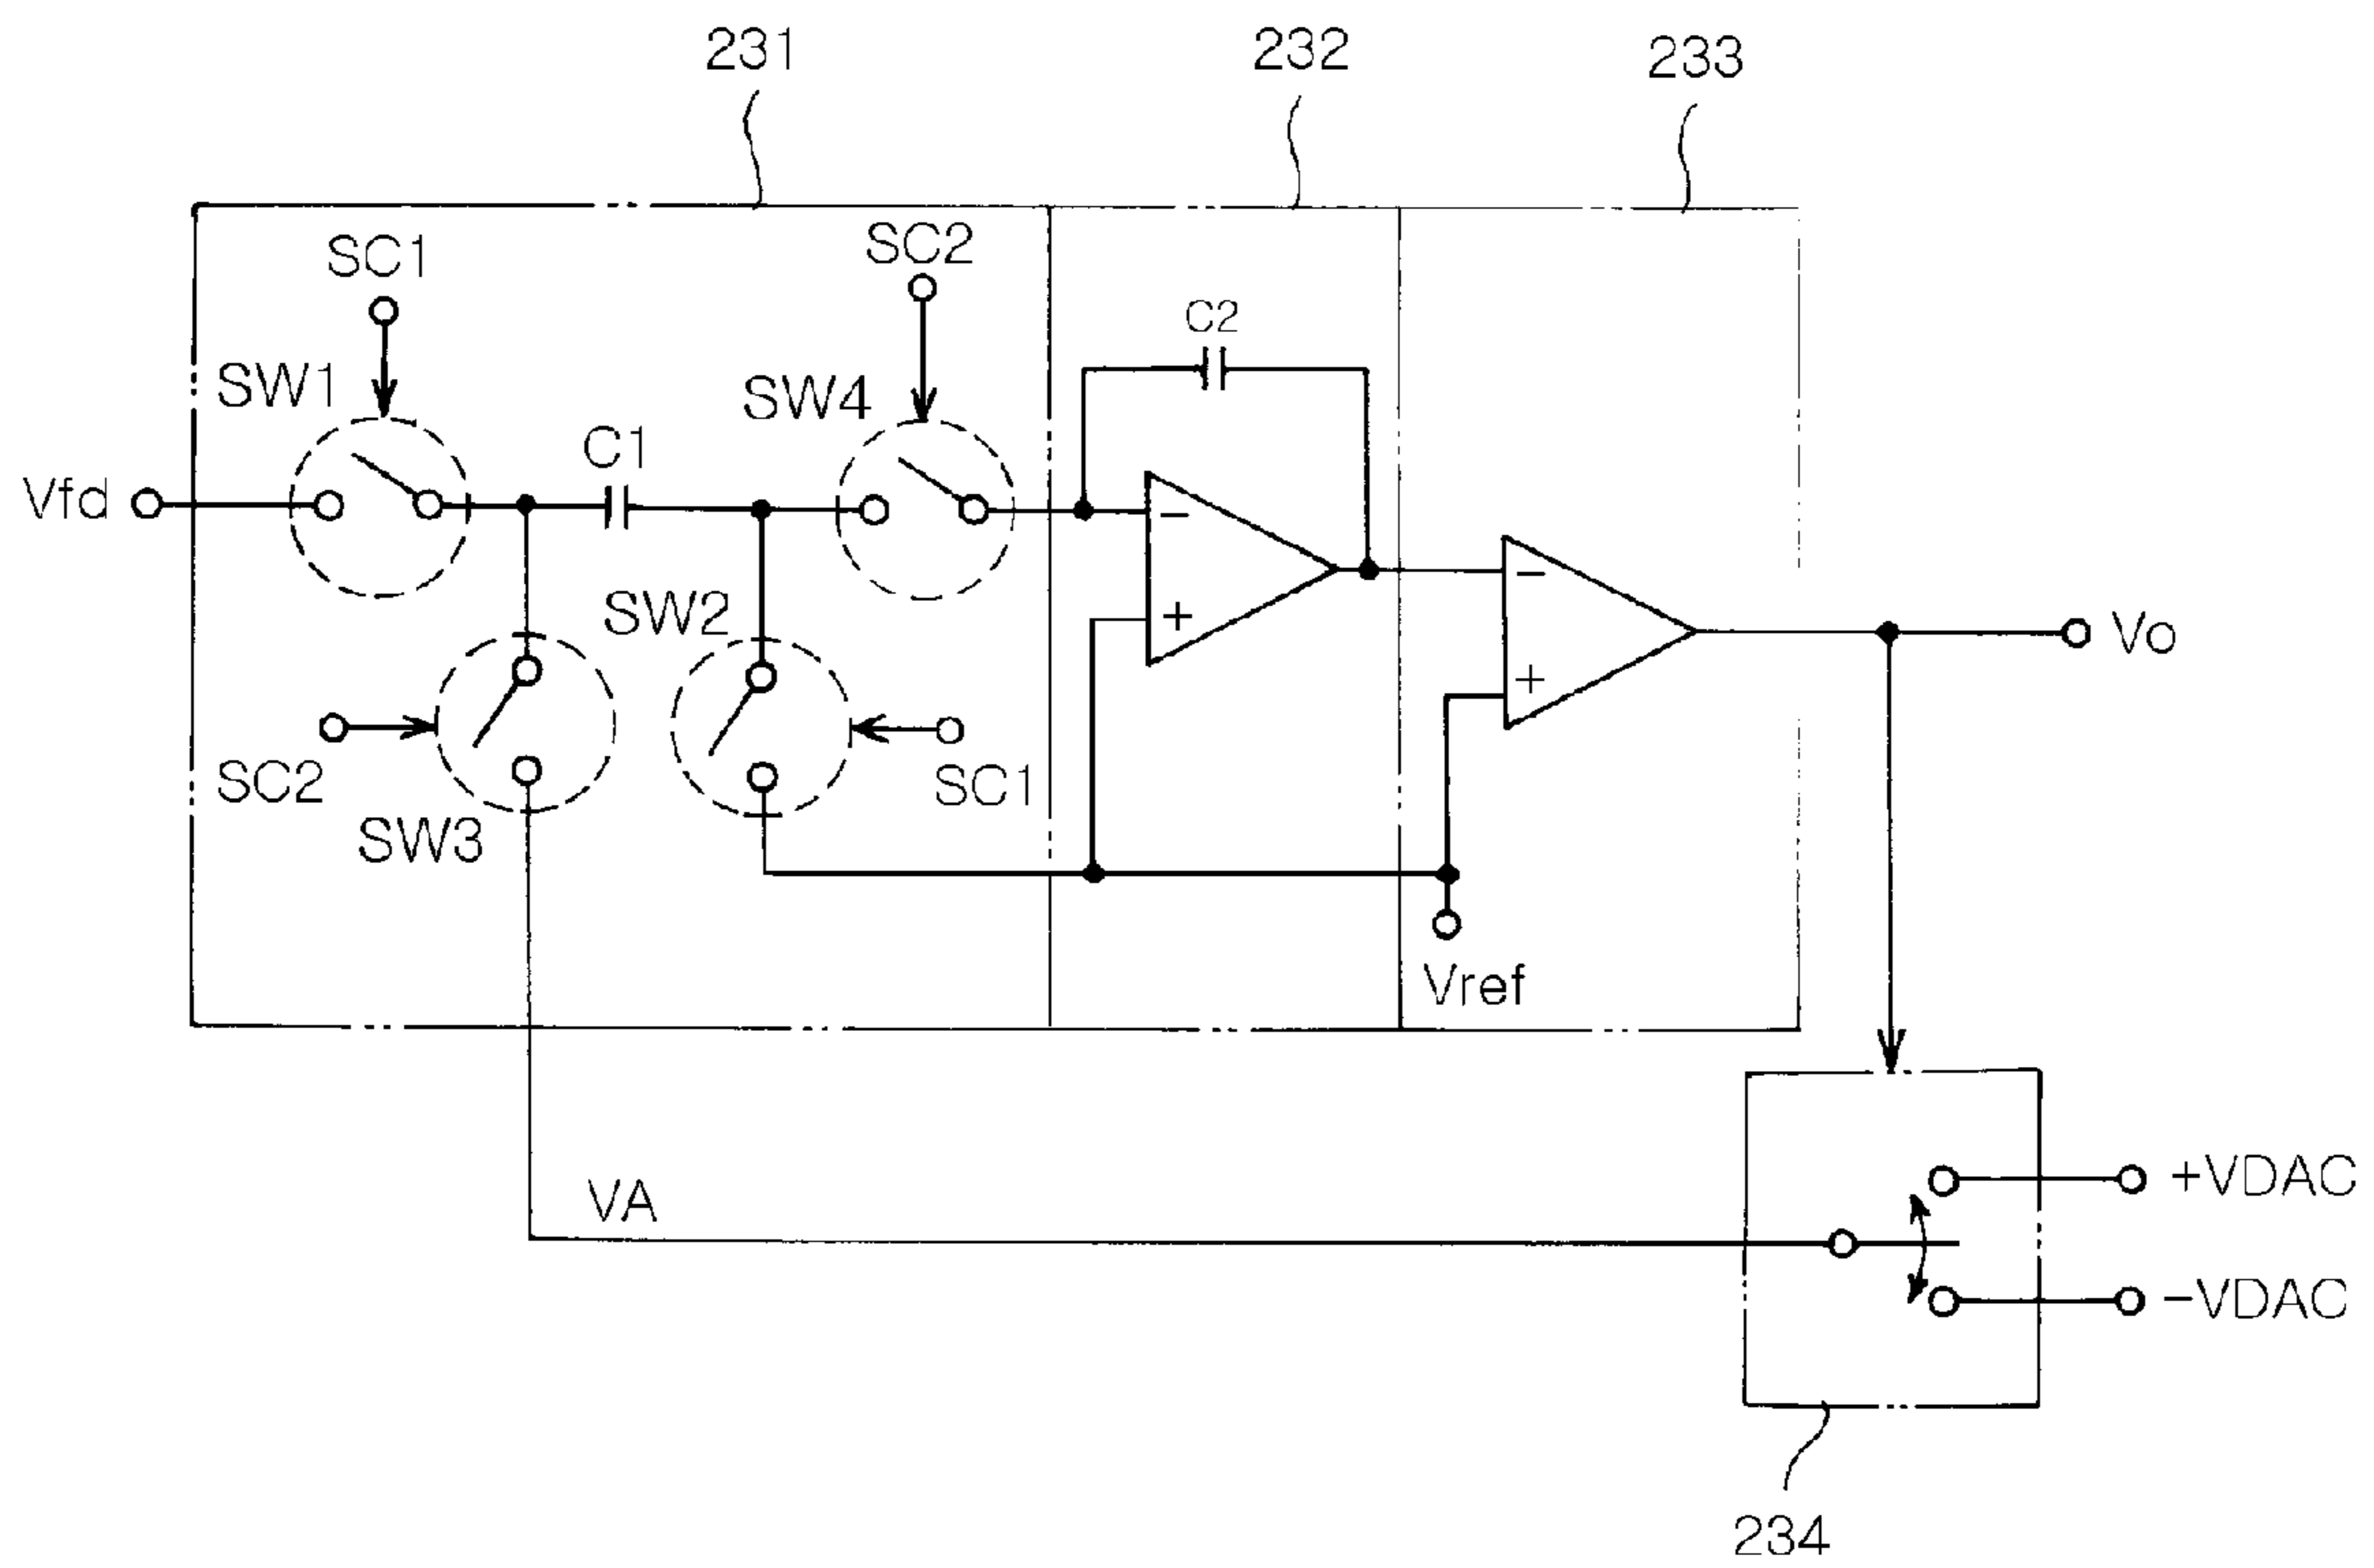 231
232
233
SC1
SC2
C2
SW1
SW4
C1
Vfd
−
+
SW2
−
+
Vo
SC2
SC1
SW3
Vref
VA
+VDAC
−VDAC
234